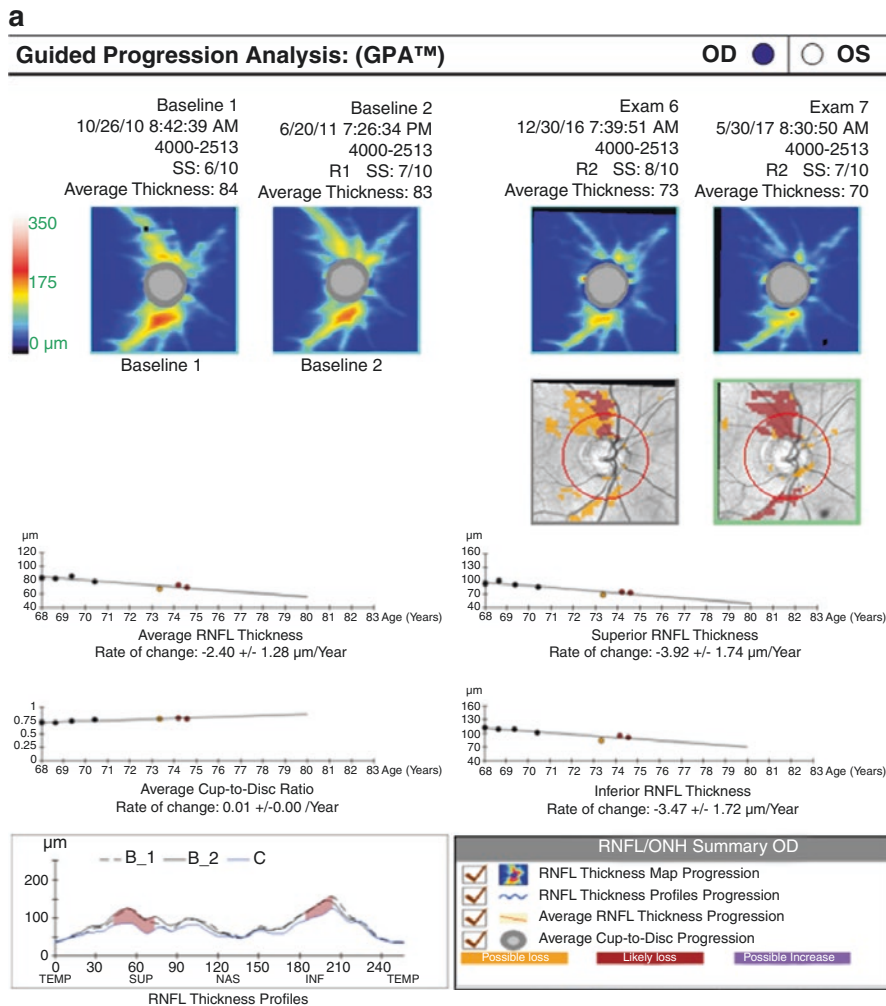 a
Guided Progression Analysis: (GPA™) OD OS
Baseline 1
10/26/10 8:42:39 AM
4000-2513
SS: 6/10
Average Thickness: 84
Baseline 2
6/20/11 7:26:34 PM
4000-2513
R1 SS: 7/10
Average Thickness: 83
Exam 6
12/30/16 7:39:51 AM
4000-2513
R2 SS: 8/10
Average Thickness: 73
Exam 7
5/30/17 8:30:50 AM
4000-2513
R2 SS: 7/10
Average Thickness: 70
350
175
0 µm
Baseline 1
Baseline 2
µm
120
100
80
60
40
68 69 70 71 72 73 74 75 76 77 78 79 80 81 82 83 Age (Years)
Average RNFL Thickness
Rate of change: -2.40 +/- 1.28 µm/Year
µm
160
130
100
70
40
68 69 70 71 72 73 74 75 76 77 78 79 80 81 82 83 Age (Years)
Superior RNFL Thickness
Rate of change: -3.92 +/- 1.74 µm/Year
1
0.75
0.5
0.25
0
68 69 70 71 72 73 74 75 76 77 78 79 80 81 82 83 Age (Years)
Average Cup-to-Disc Ratio
Rate of change: 0.01 +/-0.00 /Year
µm
160
130
100
70
40
68 69 70 71 72 73 74 75 76 77 78 79 80 81 82 83 Age (Years)
Inferior RNFL Thickness
Rate of change: -3.47 +/- 1.72 µm/Year
µm
B_1 B_2 C
200
100
0
0 30 60 90 120 150 180 210 240
TEMP SUP NAS INF TEMP
RNFL Thickness Profiles
RNFL/ONH Summary OD
RNFL Thickness Map Progression
RNFL Thickness Profiles Progression
Average RNFL Thickness Progression
Average Cup-to-Disc Progression
Possible loss Likely loss Possible Increase